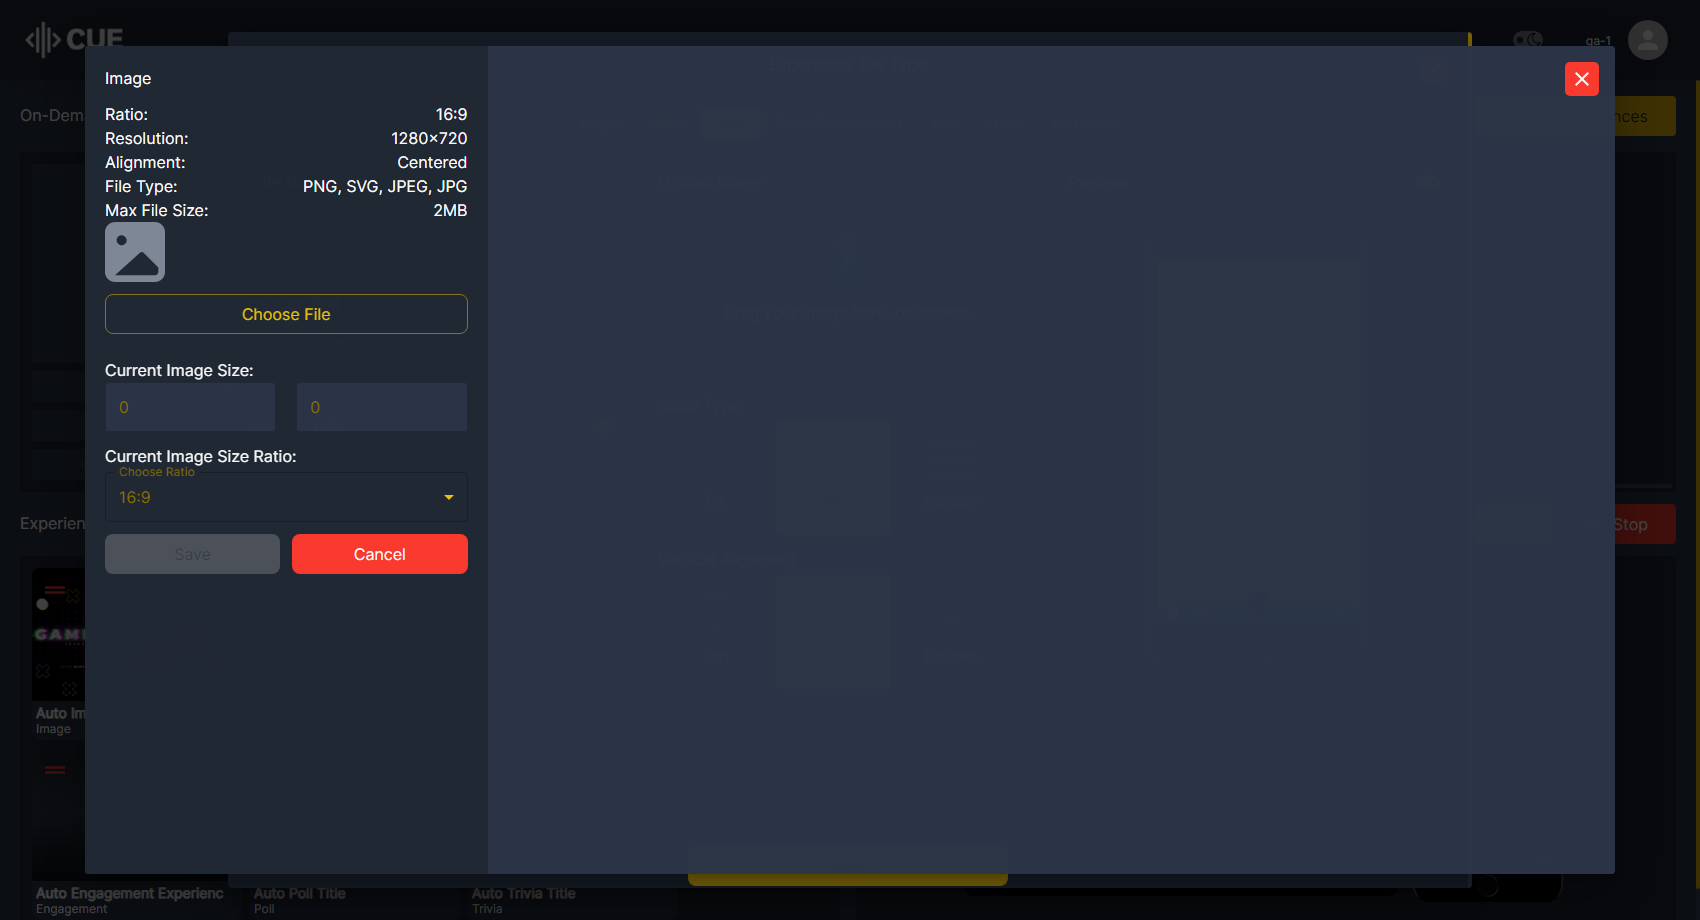 CUE
qa-1
Image
Ratio: 16:9
Resolution: 1280×720
Alignment: Centered
File Type: PNG, SVG, JPEG, JPG
Max File Size: 2MB
Choose File
Current Image Size:
0 0
Current Image Size Ratio:
Choose Ratio
16:9
Save Cancel
On-Dema
nces
Experien
Stop
GAM
Auto Im
Image
Auto Engagement Experienc
Engagement
Auto Poll Title
Poll
Auto Trivia Title
Trivia